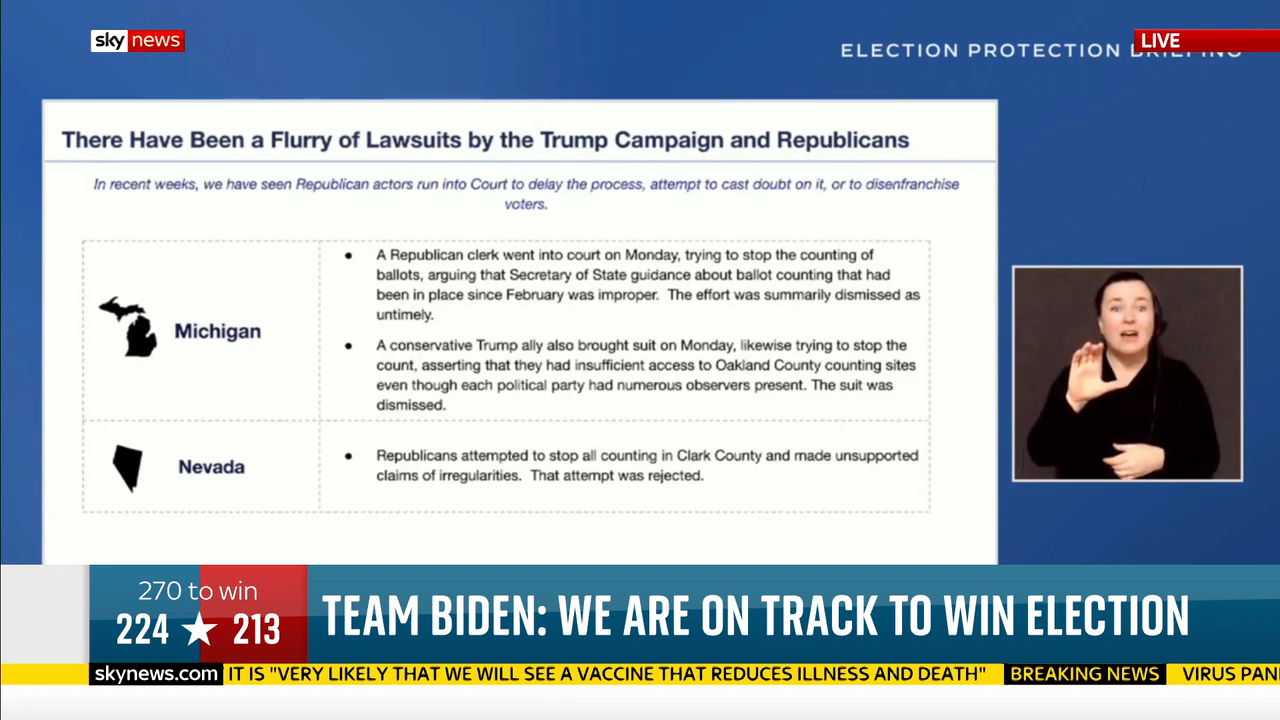 sky news
LIVE
ELECTION PROTECTION BRIEFING
There Have Been a Flurry of Lawsuits by the Trump Campaign and Republicans
In recent weeks, we have seen Republican actors run into Court to delay the process, attempt to cast doubt on it, or to disenfranchise
voters.
Michigan
● A Republican clerk went into court on Monday, trying to stop the counting of
ballots, arguing that Secretary of State guidance about ballot counting that had
been in place since February was improper. The effort was summarily dismissed as
untimely.
● A conservative Trump ally also brought suit on Monday, likewise trying to stop the
count, asserting that they had insufficient access to Oakland County counting sites
even though each political party had numerous observers present. The suit was
dismissed.
Nevada
● Republicans attempted to stop all counting in Clark County and made unsupported
claims of irregularities. That attempt was rejected.
270 to win
224 ★ 213
TEAM BIDEN: WE ARE ON TRACK TO WIN ELECTION
skynews.com IT IS "VERY LIKELY THAT WE WILL SEE A VACCINE THAT REDUCES ILLNESS AND DEATH" BREAKING NEWS VIRUS PAN